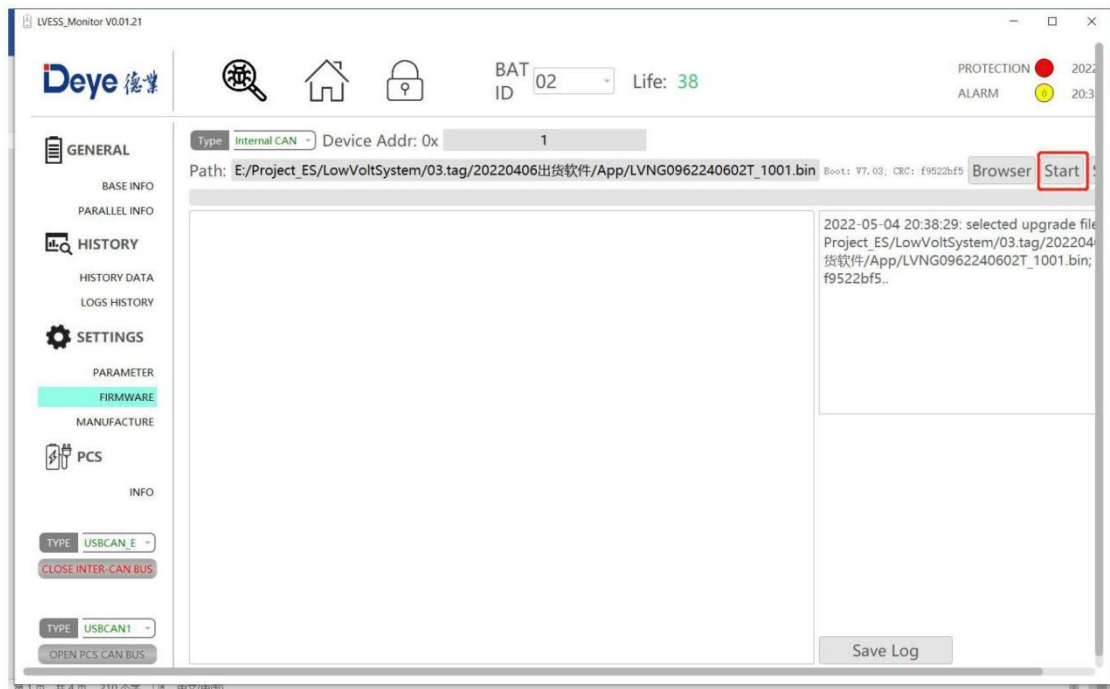 LVESS_Monitor V0.01.21
Deye 德業
BAT ID 02 Life: 38
PROTECTION 2022
ALARM 0 20:3
GENERAL
BASE INFO
PARALLEL INFO
HISTORY
HISTORY DATA
LOGS HISTORY
SETTINGS
PARAMETER
FIRMWARE
MANUFACTURE
PCS
INFO
TYPE USBCAN_E
CLOSE INTER-CAN BUS
TYPE USBCAN1
OPEN PCS CAN BUS
Type Internal CAN Device Addr: 0x 1
Path: E:/Project_ES/LowVoltSystem/03.tag/20220406出货软件/App/LVNG0962240602T_1001.bin Boot: V7.03; CRC: f9522bf5 Browser Start
2022-05-04 20:38:29: selected upgrade file
Project_ES/LowVoltSystem/03.tag/202204
货软件/App/LVNG0962240602T_1001.bin;
f9522bf5..
Save Log